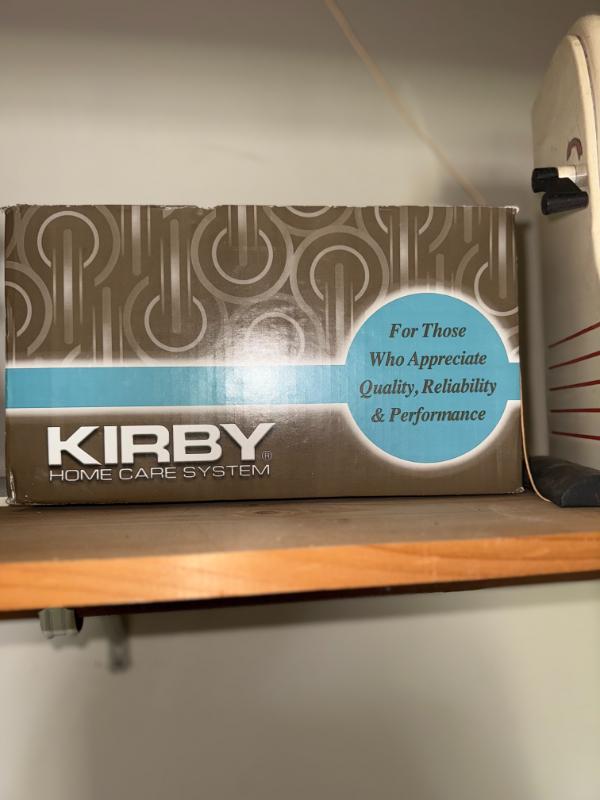 For Those
Who Appreciate
Quality, Reliability
& Performance
KIRBY®
HOME CARE SYSTEM